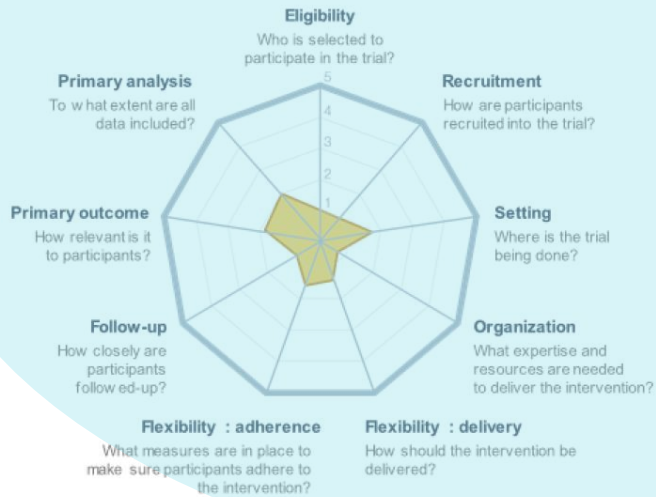 Eligibility
Who is selected to
participate in the trial?
Primary analysis
To w hat extent are all
data included?
Recruitment
How are participants
recruited into the trial?
5
4
3
2
1
Primary outcome
How relevant is it
to participants?
Setting
Where is the trial
being done?
Follow-up
How closely are
participants
follow ed-up?
Organization
What expertise and
resources are needed
to deliver the intervention?
Flexibility : adherence
What measures are in place to
make sure participants adhere to
the intervention?
Flexibility : delivery
How should the intervention be
delivered?